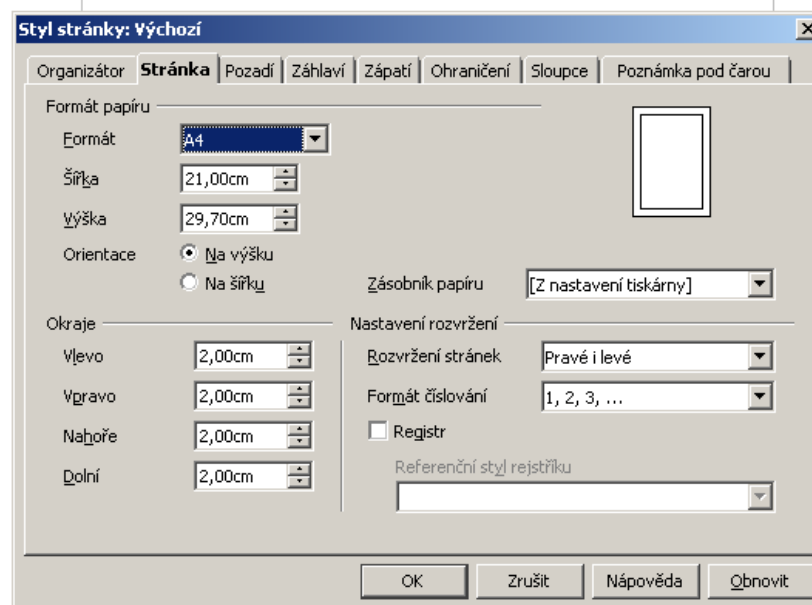 Styl stránky: Výchozí
Organizátor Stránka Pozadí Záhlaví Zápatí Ohraničení Sloupce Poznámka pod čarou
Formát papíru
Formát A4
Šířka 21,00cm
Výška 29,70cm
Orientace Na výšku
Na šířku Zásobník papíru [Z nastavení tiskárny]
Okraje Nastavení rozvržení
Vlevo 2,00cm Rozvržení stránek Pravé i levé
Vpravo 2,00cm Formát číslování 1, 2, 3, ...
Nahoře 2,00cm Registr
Dolní 2,00cm Referenční styl rejstříku
OK Zrušit Nápověda Obnovit